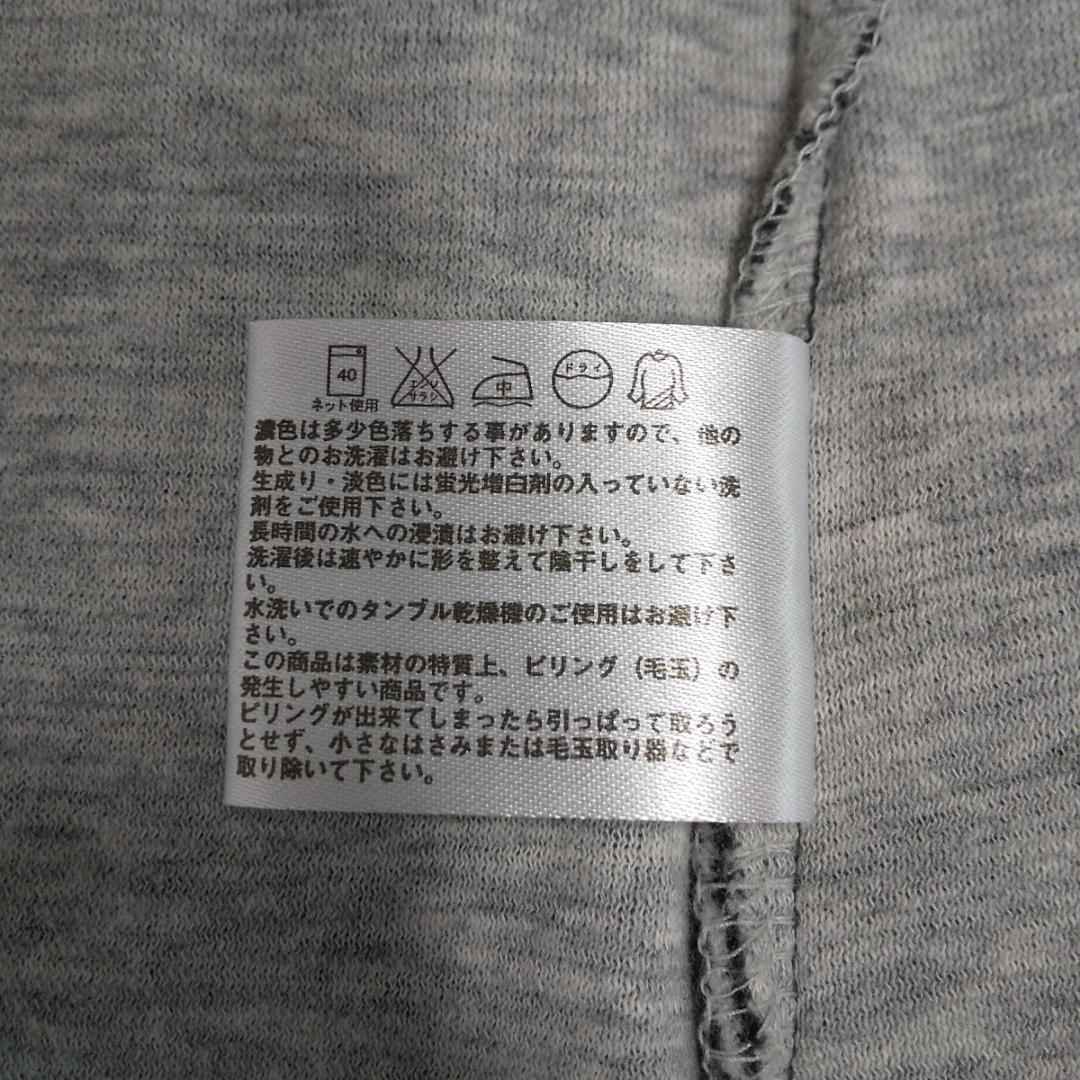 40
ネット使用
エンソ
サラシ
中
ドライ
濃色は多少色落ちする事がありますので、他の
物とのお洗濯はお避け下さい。
生成り・淡色には蛍光増白剤の入っていない洗
剤をご使用下さい。
長時間の水への浸漬はお避け下さい。
洗濯後は速やかに形を整えて陰干しをして下さ
い。
水洗いでのタンブル乾燥機のご使用はお避け下
さい。
この商品は素材の特質上、ピリング（毛玉）の
発生しやすい商品です。
ピリングが出来てしまったら引っぱって取ろう
とせず、小さなはさみまたは毛玉取り器などで
取り除いて下さい。